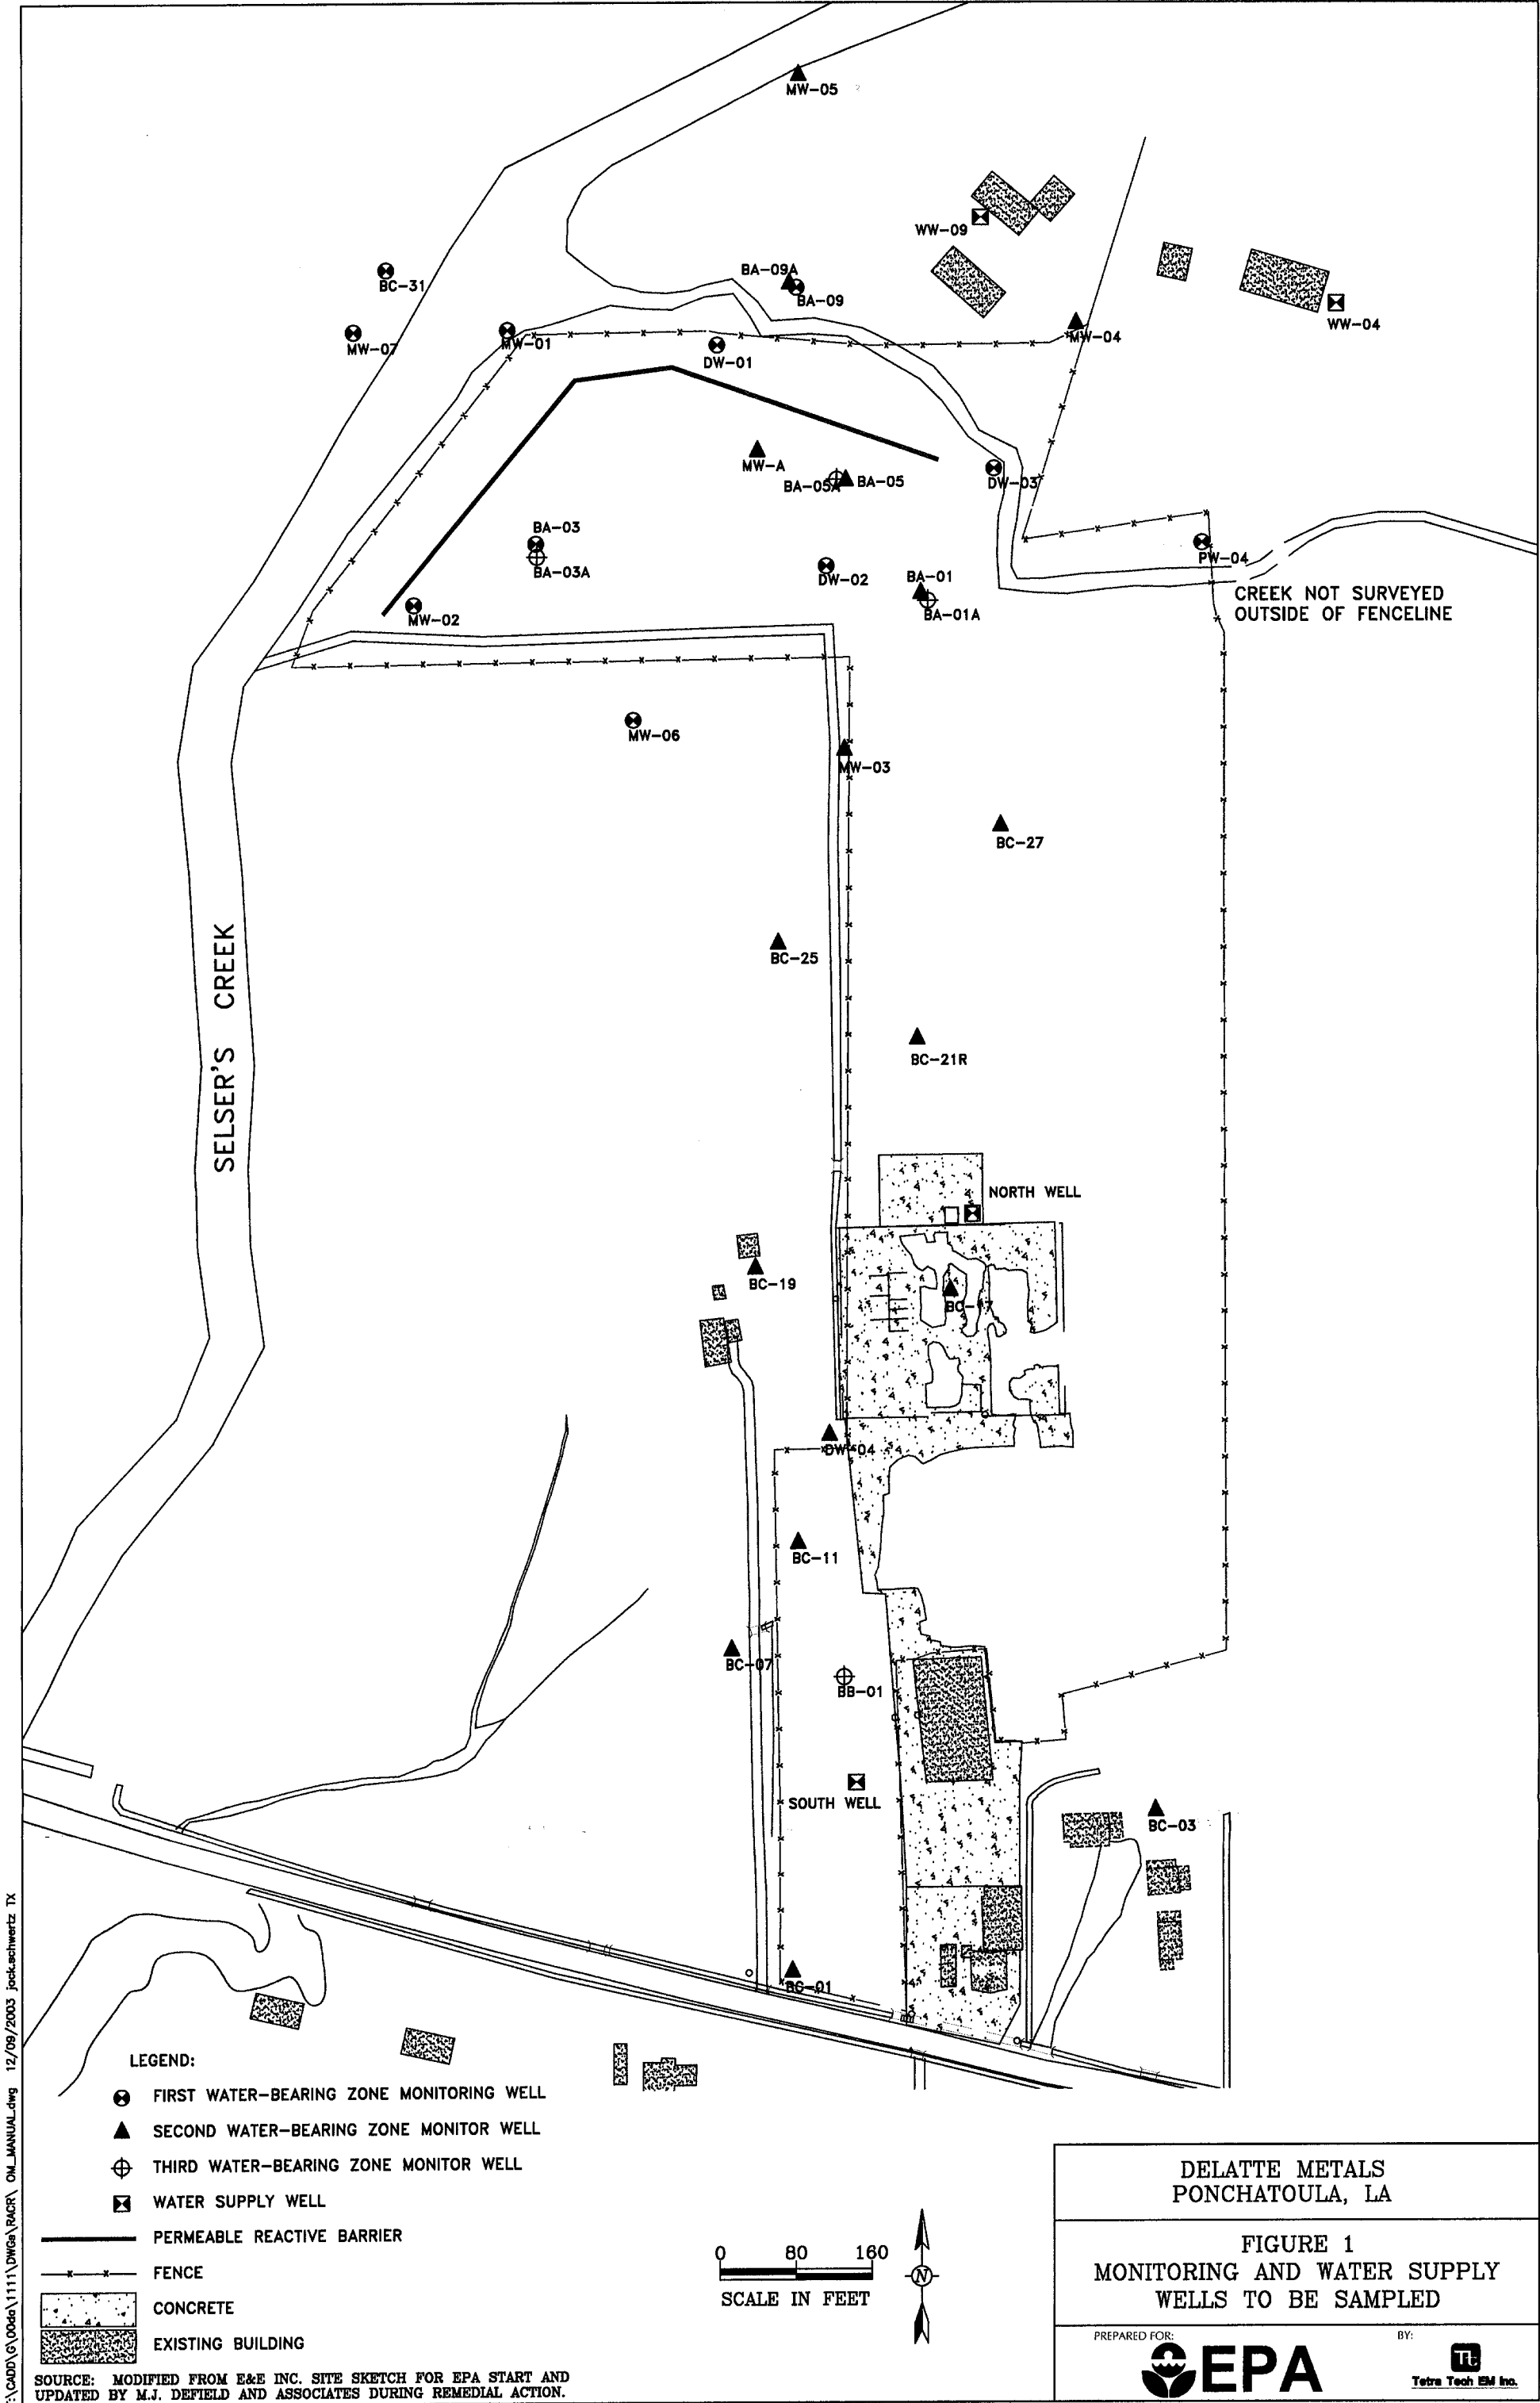 MW-05
WW-09
BA-09A
BA-09
BC-31
WW-04
MW-07
MW-01
MW-04
DW-01
MW-A
BA-05A
BA-05
DW-03
BA-03
BA-03A
PW-04
DW-02
BA-01
BA-01A
CREEK NOT SURVEYED
OUTSIDE OF FENCELINE
MW-02
MW-06
MW-03
BC-27
BC-25
SELSER'S CREEK
BC-21R
NORTH WELL
BC-19
BC-17
DW-04
BC-11
BC-07
BB-01
SOUTH WELL
BC-03
BC-01
LEGEND:
FIRST WATER-BEARING ZONE MONITORING WELL
SECOND WATER-BEARING ZONE MONITOR WELL
THIRD WATER-BEARING ZONE MONITOR WELL
WATER SUPPLY WELL
PERMEABLE REACTIVE BARRIER
FENCE
CONCRETE
EXISTING BUILDING
SOURCE: MODIFIED FROM E&E INC. SITE SKETCH FOR EPA START AND
UPDATED BY M.J. DEFIELD AND ASSOCIATES DURING REMEDIAL ACTION.
0 80 160
SCALE IN FEET
N
DELATTE METALS
PONCHATOULA, LA
FIGURE 1
MONITORING AND WATER SUPPLY
WELLS TO BE SAMPLED
PREPARED FOR:
EPA
BY:
Tt
Tetra Tech EM Inc.
:\CADD\G\00da\1111\DWGs\RACR\ OM_MANUAL.dwg 12/09/2003 jock.schwertz TX